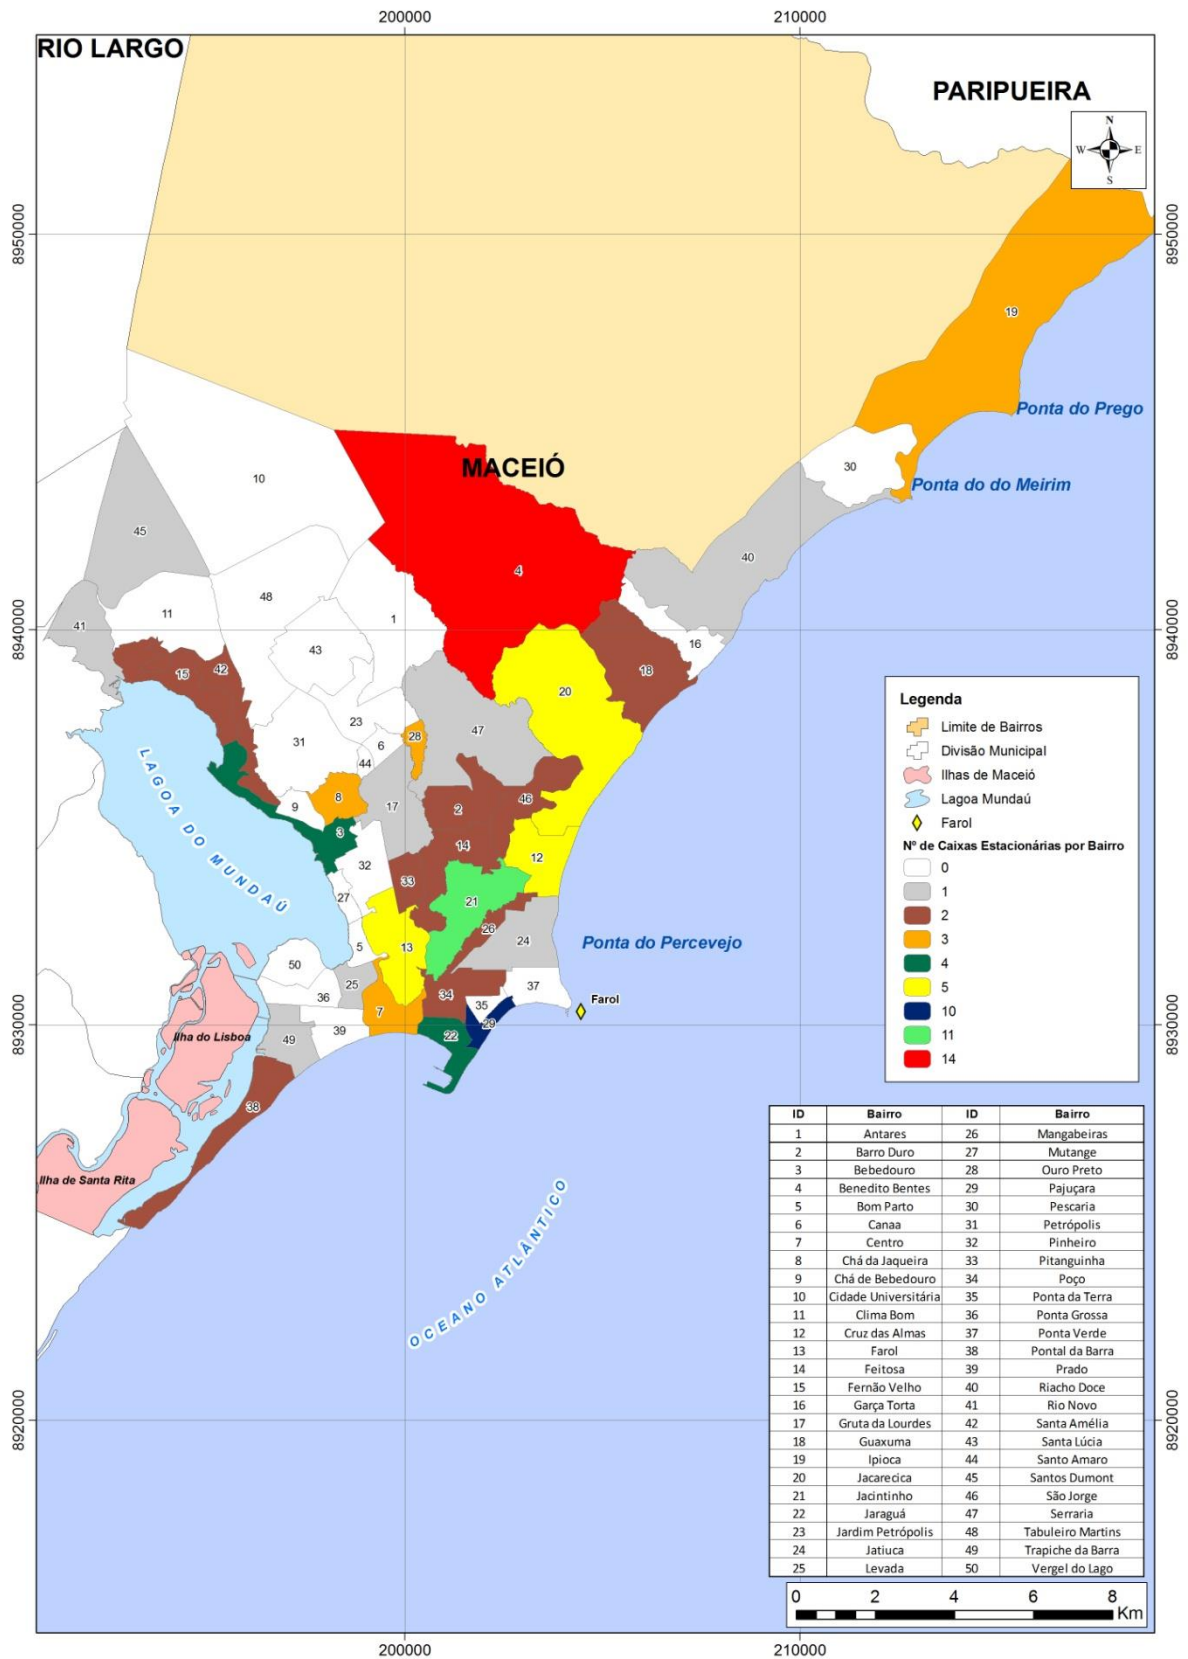 200000 210000
RIO LARGO
PARIPUEIRA
N
W E
S
8950000 8950000
19
Ponta do Prego
MACEIÓ
30
10
Ponta do do Meirim
45
40
4
48
11
1
41
8940000 8940000
43
16
42
15
18
20
23
47
31
6
28
44
LAGOA DO MUNDAÚ
8
17
9
2
46
3
14
12
32
33
27
21
26
24
13
5
Ponta do Percevejo
50
25
37
36
34
Farol
35
7
29
8930000 8930000
39
22
Ilha do Lisboa
49
38
Ilha de Santa Rita
OCEANO ATLÂNTICO
8920000 8920000
Legenda
Limite de Bairros
Divisão Municipal
Ilhas de Maceió
Lagoa Mundaú
Farol
Nº de Caixas Estacionárias por Bairro
0
1
2
3
4
5
10
11
14
ID Bairro ID Bairro
1 Antares 26 Mangabeiras
2 Barro Duro 27 Mutange
3 Bebedouro 28 Ouro Preto
4 Benedito Bentes 29 Pajuçara
5 Bom Parto 30 Pescaria
6 Canaa 31 Petrópolis
7 Centro 32 Pinheiro
8 Chá da Jaqueira 33 Pitanguinha
9 Chá de Bebedouro 34 Poço
10 Cidade Universitária 35 Ponta da Terra
11 Clima Bom 36 Ponta Grossa
12 Cruz das Almas 37 Ponta Verde
13 Farol 38 Pontal da Barra
14 Feitosa 39 Prado
15 Fernão Velho 40 Riacho Doce
16 Garça Torta 41 Rio Novo
17 Gruta da Lourdes 42 Santa Amélia
18 Guaxuma 43 Santa Lúcia
19 Ipioca 44 Santo Amaro
20 Jacarecica 45 Santos Dumont
21 Jacintinho 46 São Jorge
22 Jaraguá 47 Serraria
23 Jardim Petrópolis 48 Tabuleiro Martins
24 Jatiuca 49 Trapiche da Barra
25 Levada 50 Vergel do Lago
0 2 4 6 8
Km
200000 210000